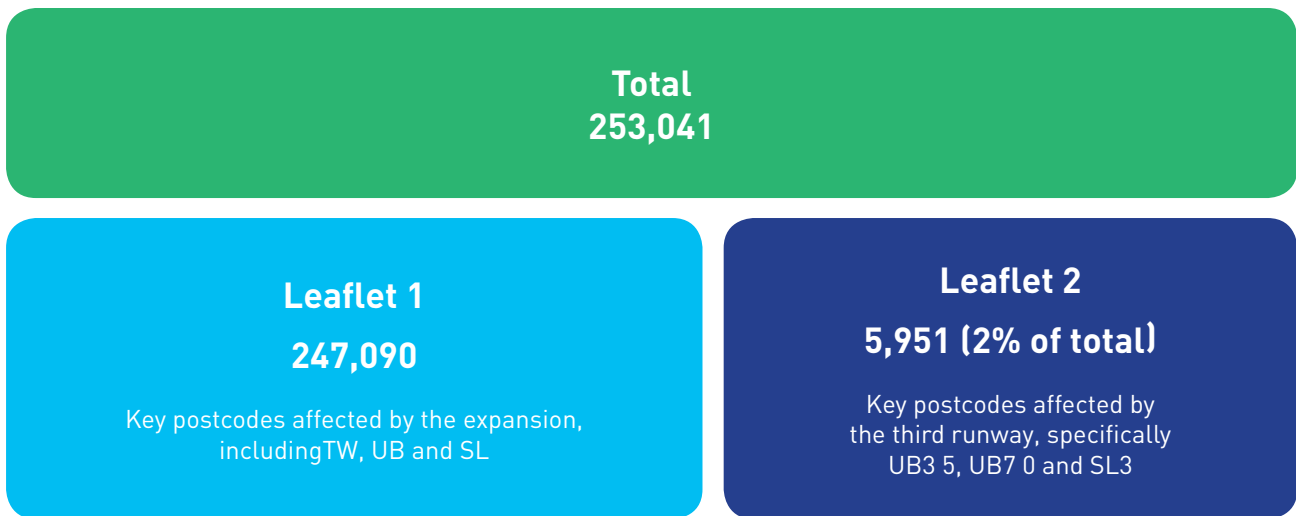 Total
253,041
Leaflet 1
247,090
Key postcodes affected by the expansion,
includingTW, UB and SL
Leaflet 2
5,951 (2% of total)
Key postcodes affected by
the third runway, specifically
UB3 5, UB7 0 and SL3